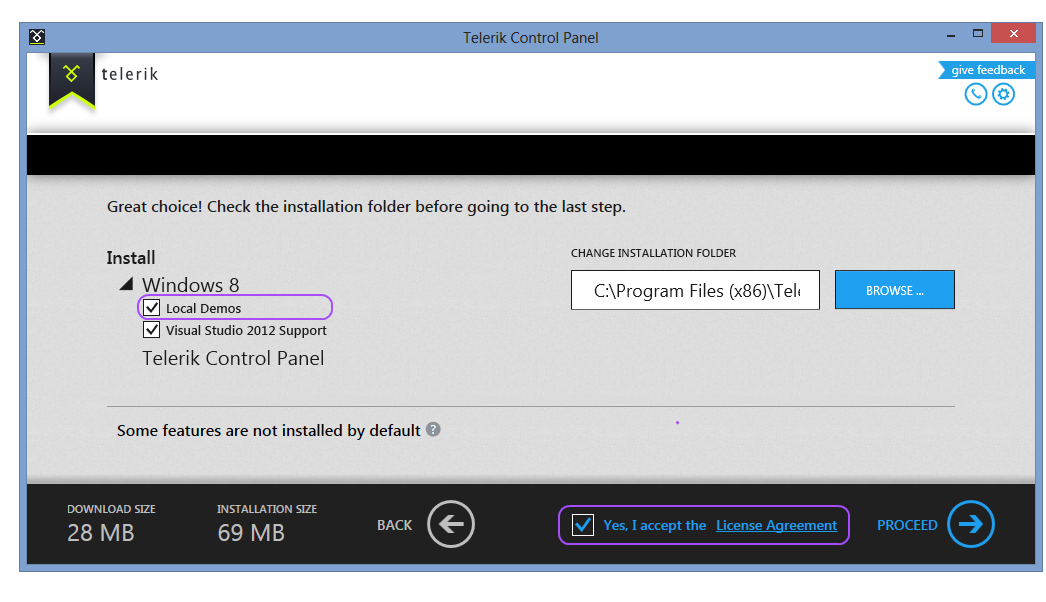 Telerik Control Panel
telerik
give feedback
Great choice! Check the installation folder before going to the last step.
Install
Windows 8
Local Demos
Visual Studio 2012 Support
Telerik Control Panel
CHANGE INSTALLATION FOLDER
C:\Program Files (x86)\Tele
BROWSE ...
Some features are not installed by default ?
DOWNLOAD SIZE
28 MB
INSTALLATION SIZE
69 MB
BACK
Yes, I accept the License Agreement
PROCEED